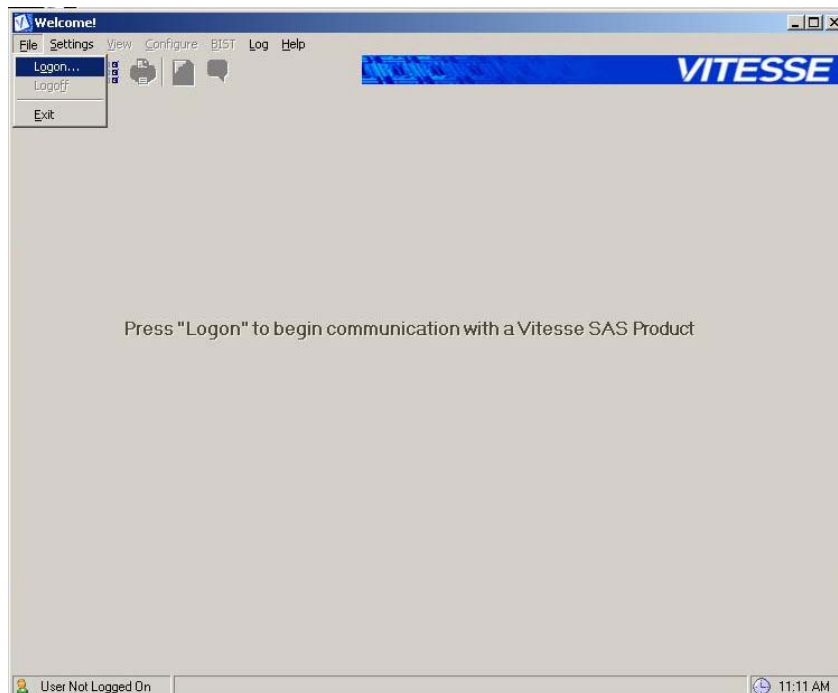 Welcome!
File Settings View Configure BIST Log Help
VITESSE
Logon...
Logoff
Exit
Press "Logon" to begin communication with a Vitesse SAS Product
User Not Logged On 11:11 AM